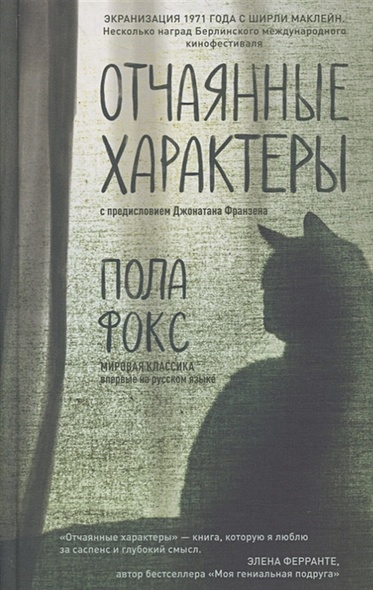 ЭКРАНИЗАЦИЯ 1971 ГОДА С ШИРЛИ МАКЛЕЙН.
Несколько наград Берлинского международного
кинофестиваля
ОТЧАЯННЫЕ
ХАРАКТЕРЫ
с предисловием Джонатана Франзена
ПОЛА
ФОКС
МИРОВАЯ КЛАССИКА
впервые на русском языке
«Отчаянные характеры» — книга, которую я люблю
за саспенс и глубокий смысл.
ЭЛЕНА ФЕРРАНТЕ,
автор бестселлера «Моя гениальная подруга»